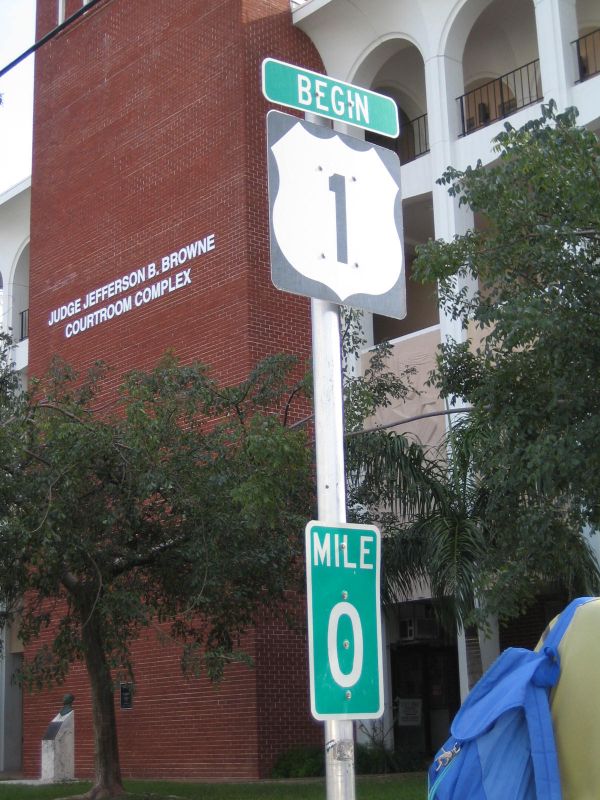 BEGIN
1
JUDGE JEFFERSON B. BROWNE
COURTROOM COMPLEX
MILE
0